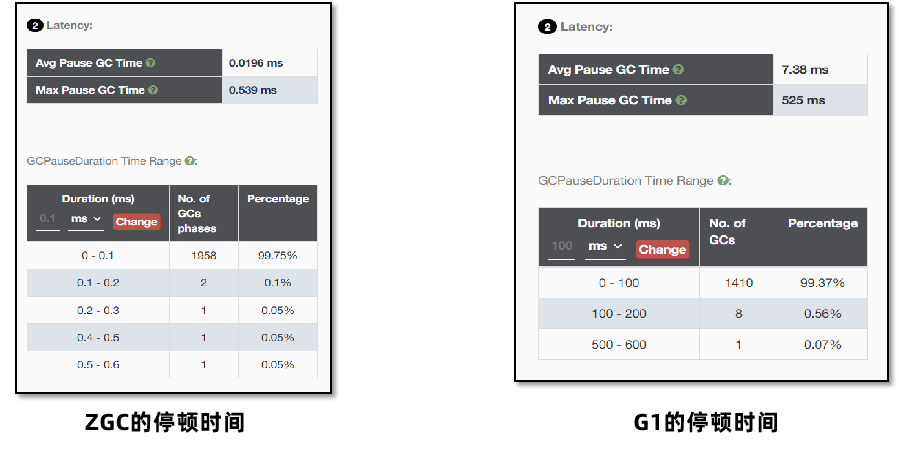 2 Latency:
Avg Pause GC Time ? 0.0196 ms
Max Pause GC Time ? 0.539 ms
GCPauseDuration Time Range ?:
Duration (ms) No. of GCs phases Percentage
0.1 ms Change
0 - 0.1 1958 99.75%
0.1 - 0.2 2 0.1%
0.2 - 0.3 1 0.05%
0.4 - 0.5 1 0.05%
0.5 - 0.6 1 0.05%
ZGC的停顿时间
2 Latency:
Avg Pause GC Time ? 7.38 ms
Max Pause GC Time ? 525 ms
GCPauseDuration Time Range ?:
Duration (ms) No. of GCs Percentage
100 ms Change
0 - 100 1410 99.37%
100 - 200 8 0.56%
500 - 600 1 0.07%
G1的停顿时间